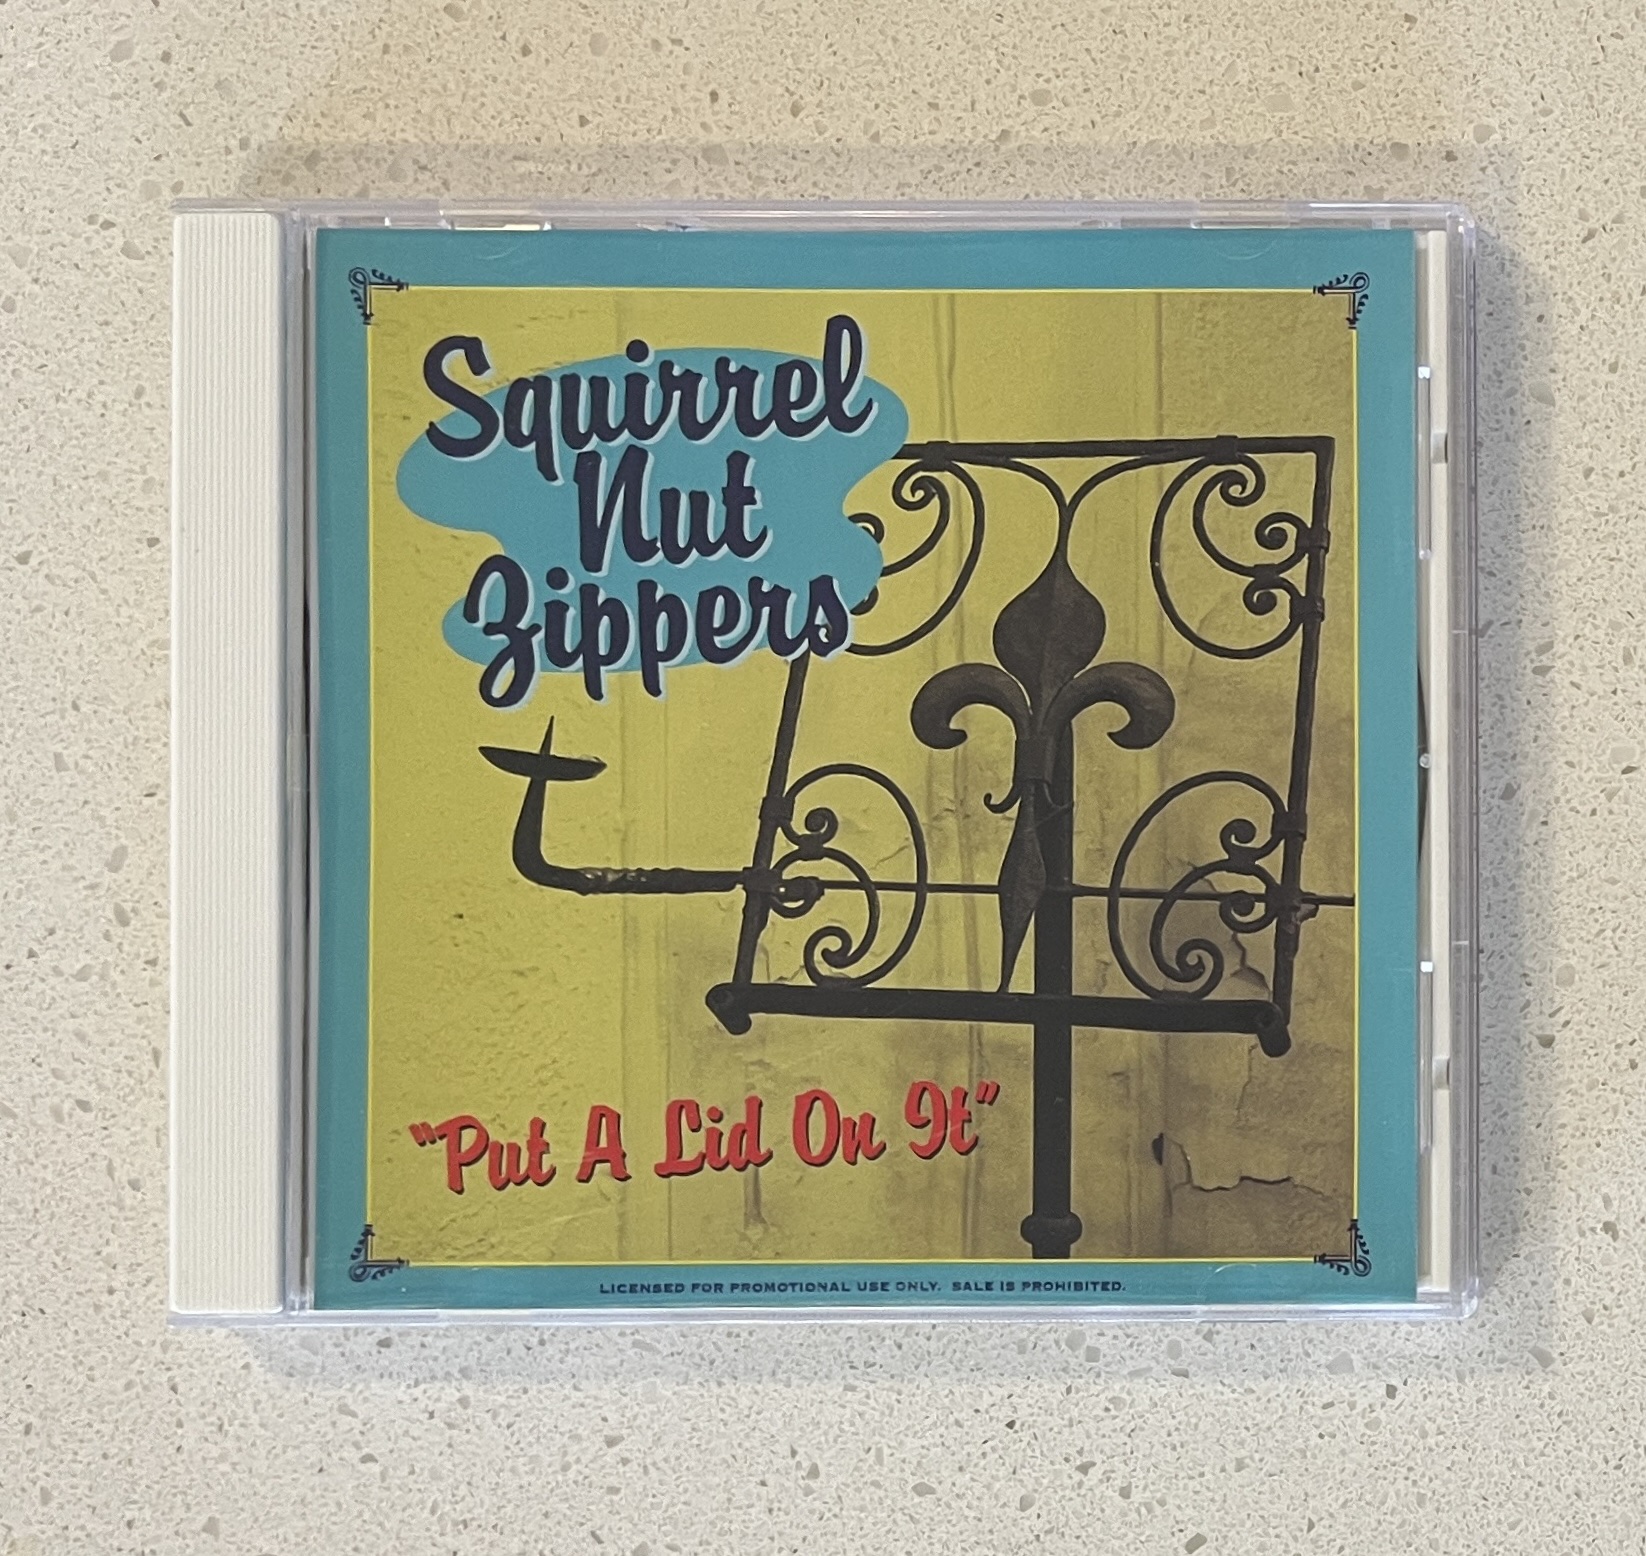 Squirrel
Nut
Zippers
"Put A Lid On It"
LICENSED FOR PROMOTIONAL USE ONLY. SALE IS PROHIBITED.